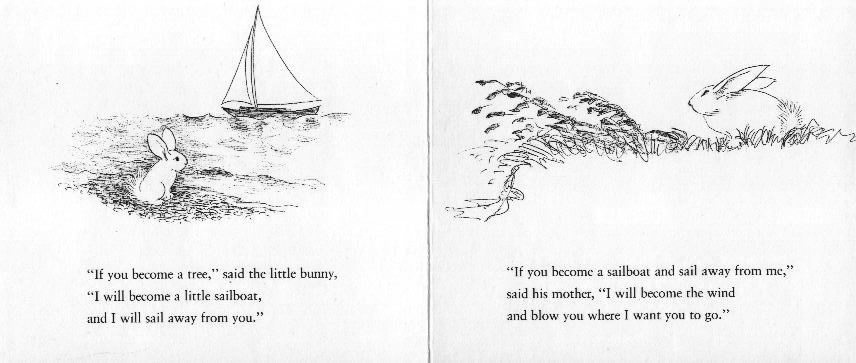 “If you become a tree,” said the little bunny,
“I will become a little sailboat,
and I will sail away from you.”
“If you become a sailboat and sail away from me,”
said his mother, “I will become the wind
and blow you where I want you to go.”